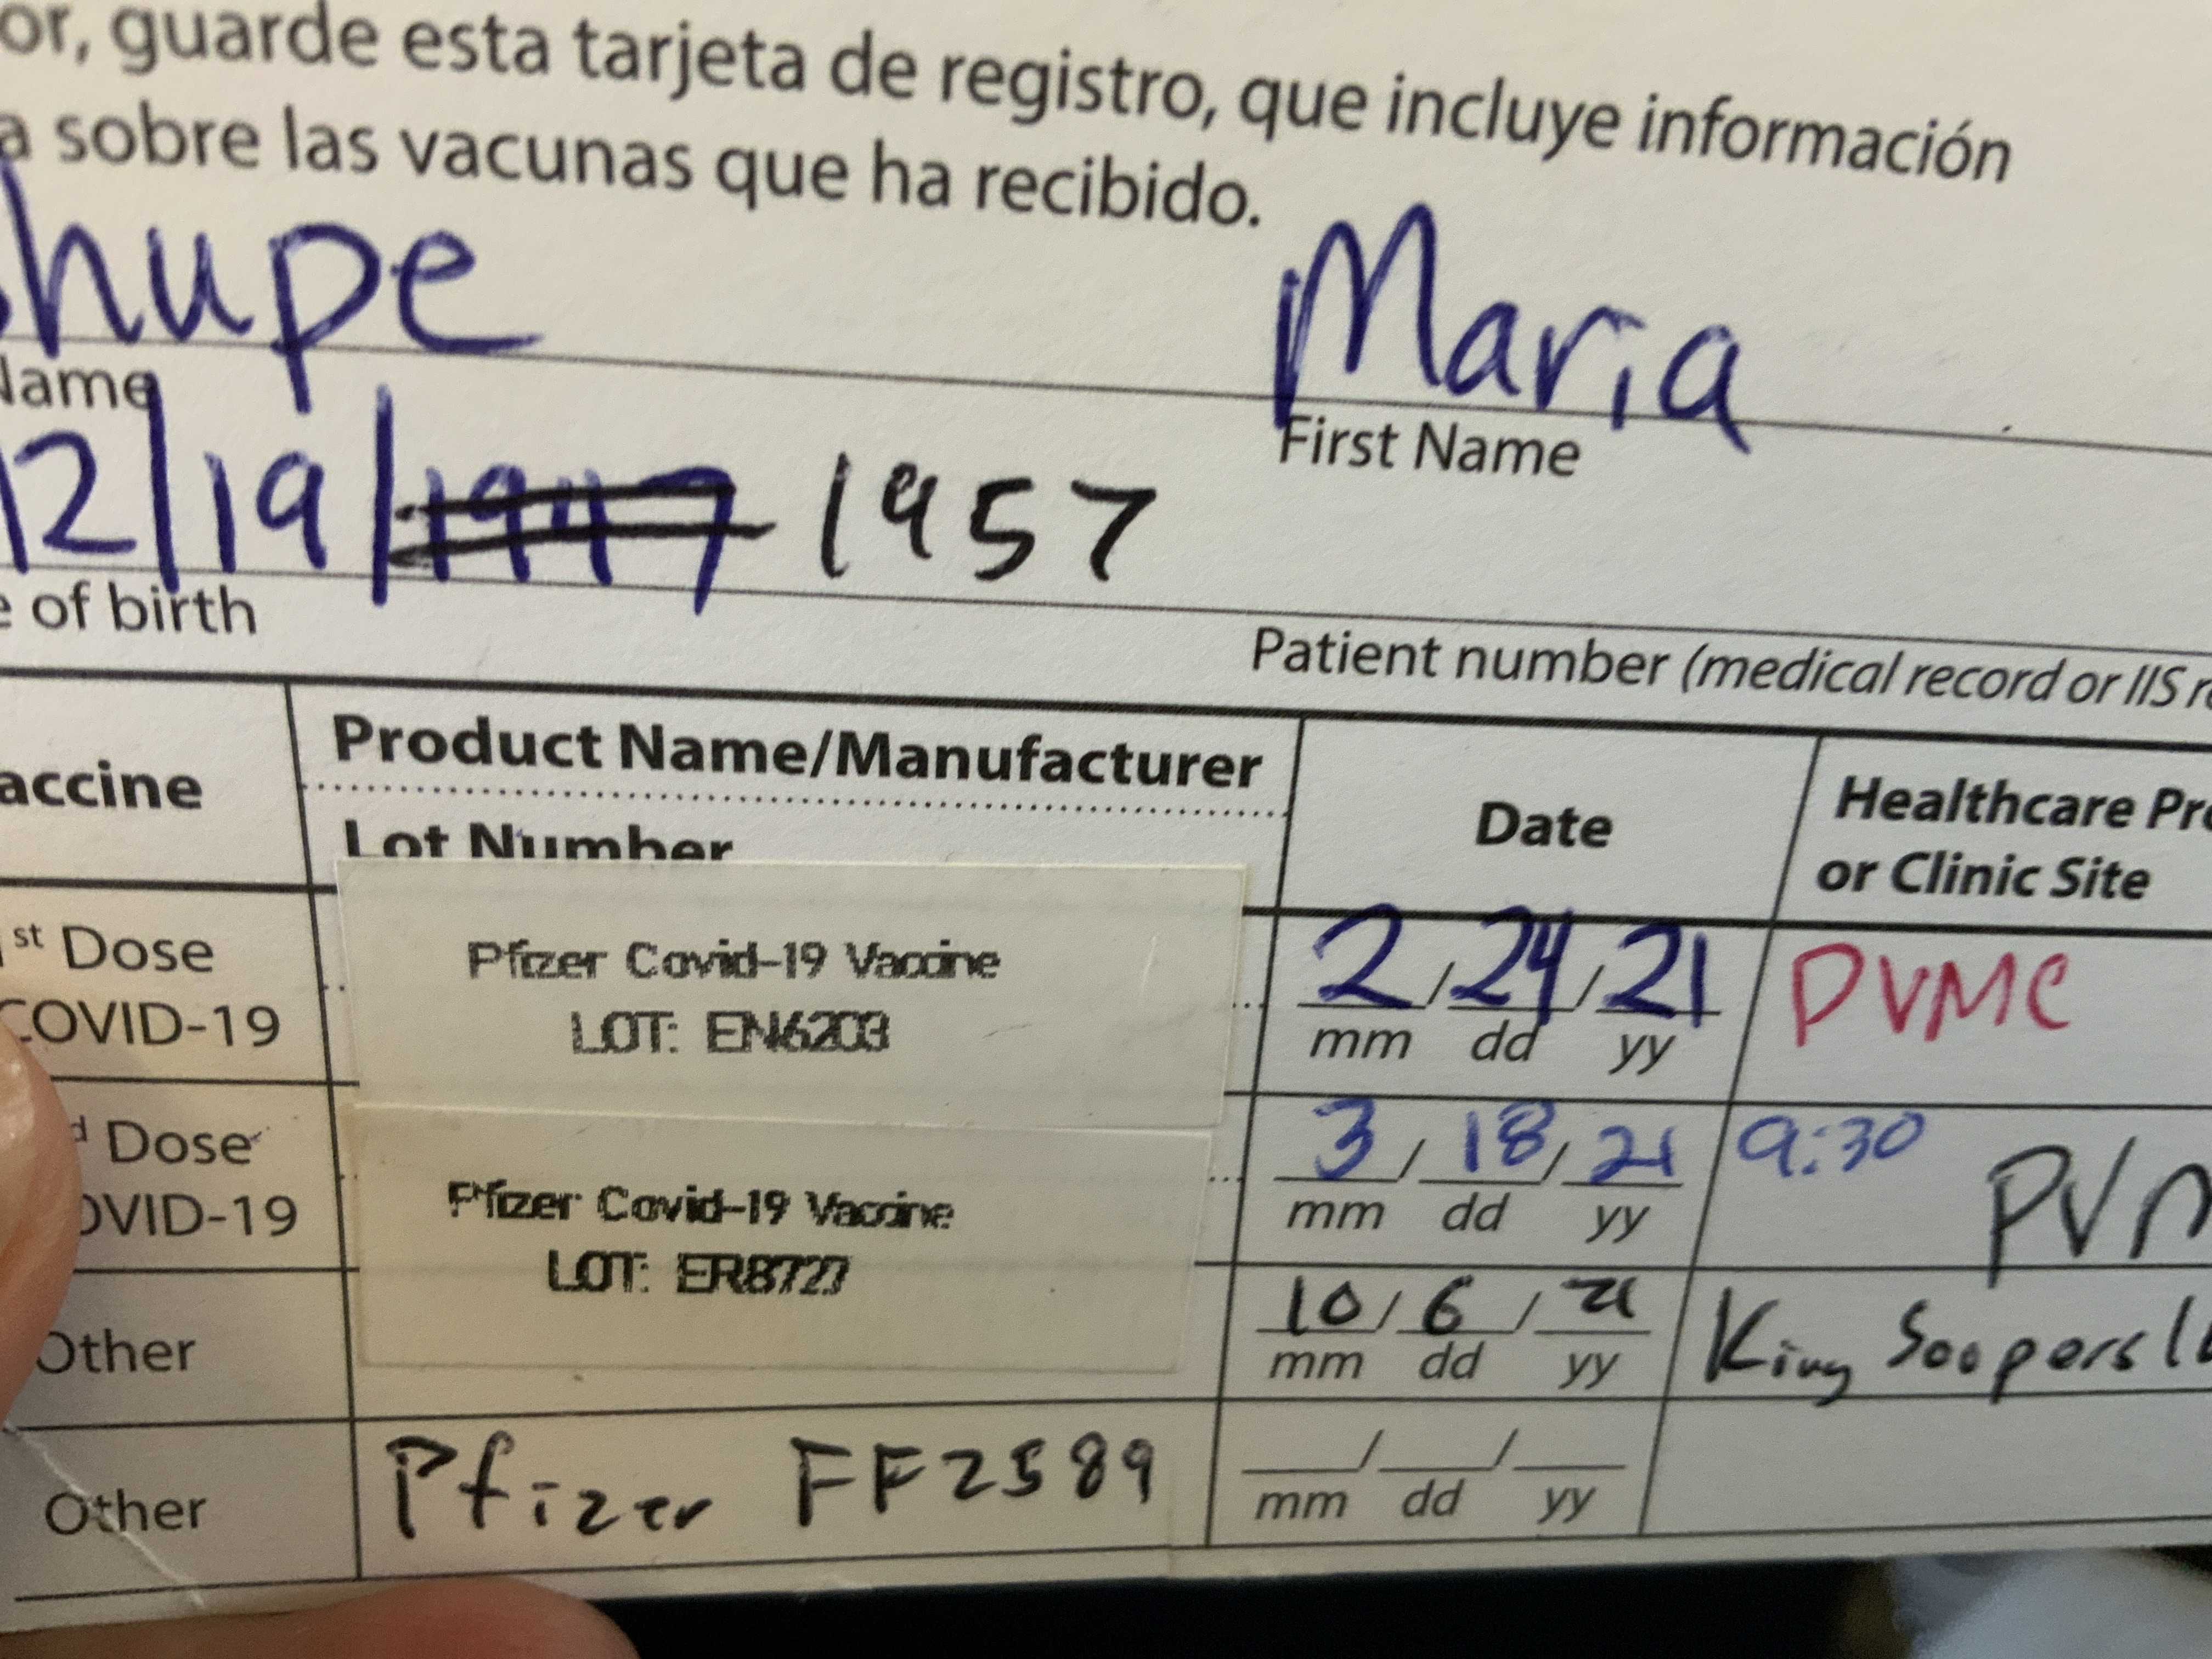 or, guarde esta tarjeta de registro, que incluye información
a sobre las vacunas que ha recibido.
hupe Maria
Name First Name
12/19/1947 1957
e of birth
Patient number (medical record or IIS r
accine Product Name/Manufacturer Date Healthcare Pro
Lot Number or Clinic Site
1st Dose COVID-19
Pfizer Covid-19 Vaccine
LOT: EN6203
2/24/21 PVMC
mm dd yy
d Dose OVID-19
Pfizer Covid-19 Vaccine
LOT: ER8727
3/18/21 9:30 PVM
mm dd yy
Other 10/6/21 King Soopers
mm dd yy
Other Pfizer FF2589 / /
mm dd yy